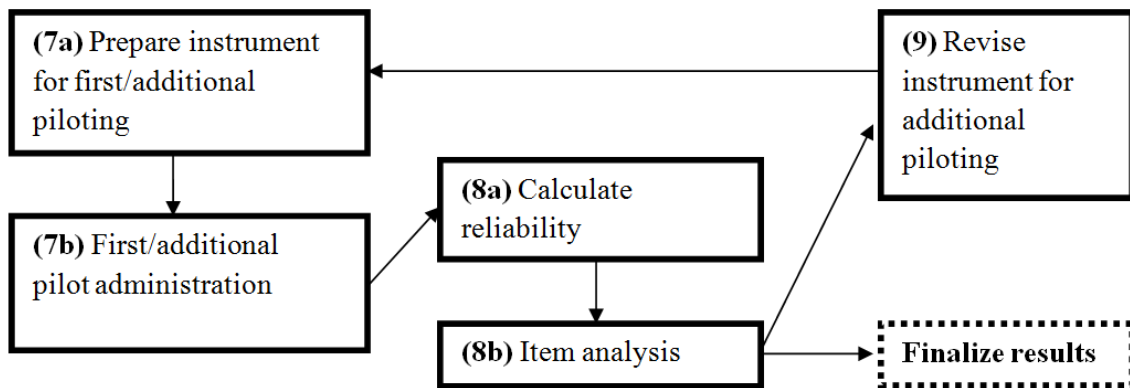 (7a) Prepare instrument
for first/additional
piloting
(7b) First/additional
pilot administration
(8a) Calculate
reliability
(8b) Item analysis
(9) Revise
instrument for
additional
piloting
Finalize results